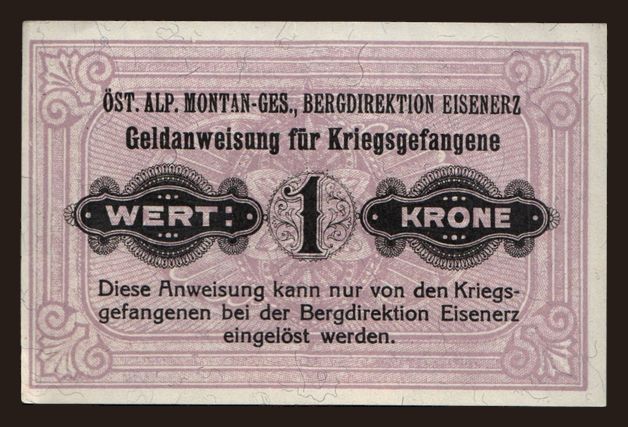 ÖST. ALP. MONTAN-GES., BERGDIREKTION EISENERZ
Geldanweisung für Kriegsgefangene
WERT: 1 KRONE
Diese Anweisung kann nur von den Kriegs-
gefangenen bei der Bergdirektion Eisenerz
eingelöst werden.